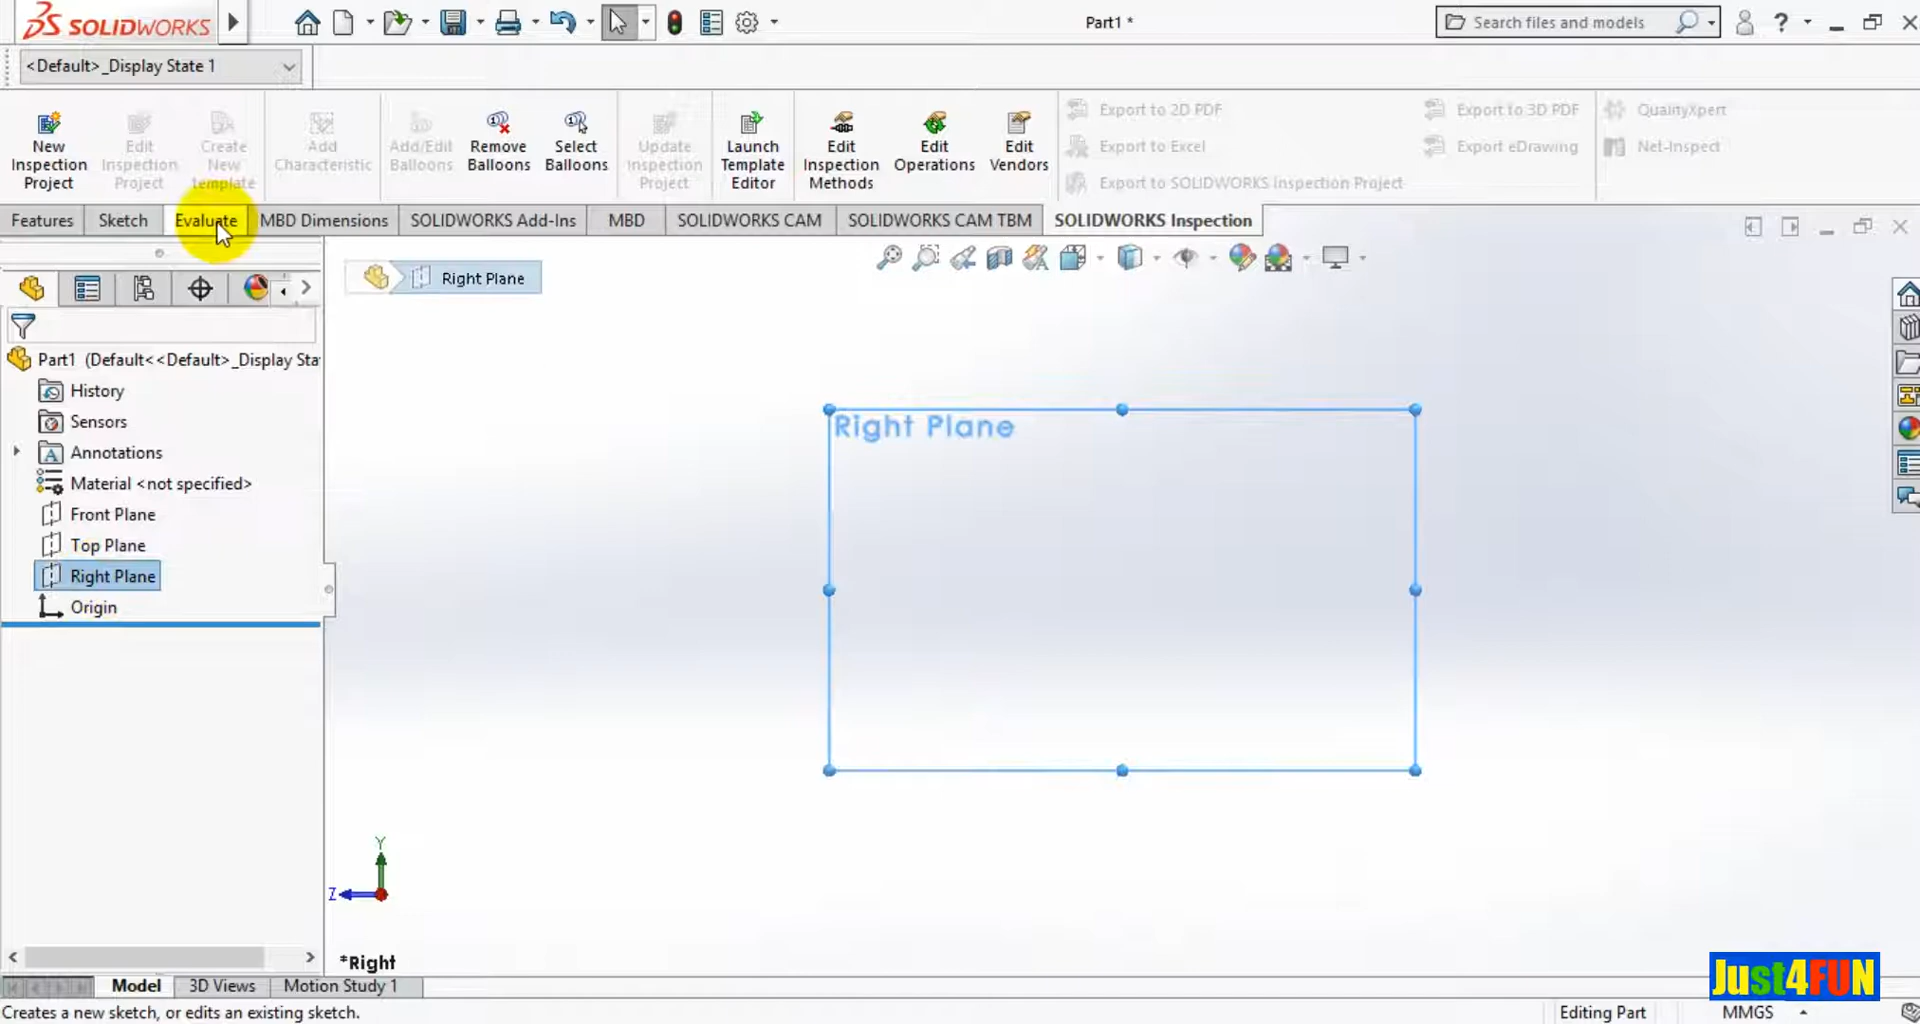 SOLIDWORKS
Part1 *
Search files and models
?
<Default>_Display State 1
New Inspection Project
Edit Inspection Project
Create New template
Add Characteristic
Add/Edit Balloons
Remove Balloons
Select Balloons
Update Inspection Project
Launch Template Editor
Edit Inspection Methods
Edit Operations
Edit Vendors
Export to 2D PDF
Export to Excel
Export to SOLIDWORKS Inspection Project
Export to 3D PDF
Export eDrawing
QualityXpert
Net-Inspect
Features
Sketch
Evaluate
MBD Dimensions
SOLIDWORKS Add-Ins
MBD
SOLIDWORKS CAM
SOLIDWORKS CAM TBM
SOLIDWORKS Inspection
Right Plane
Part1 (Default<<Default>_Display Sta
History
Sensors
Annotations
Material <not specified>
Front Plane
Top Plane
Right Plane
Origin
Right Plane
Y
Z
*Right
Model
3D Views
Motion Study 1
Just4FUN
Creates a new sketch, or edits an existing sketch.
Editing Part
MMGS